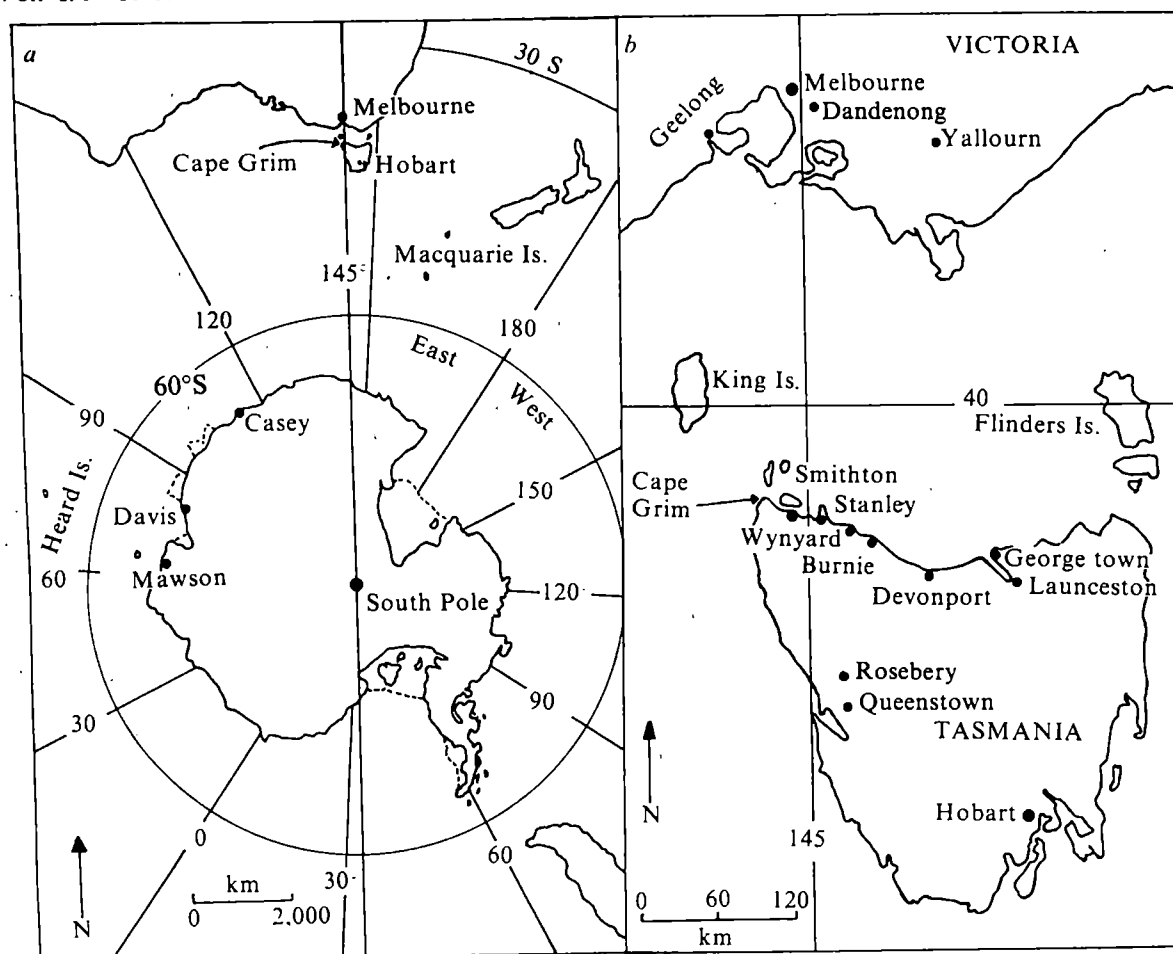 a
30 S
Melbourne
Cape Grim
Hobart
Macquarie Is.
145°
120
180
East
West
60°S
90
Casey
150
Heard Is.
Davis
60
Mawson
South Pole
120
30
90
0
60
30
km
0 2,000
N
b
VICTORIA
Melbourne
Dandenong
Geelong
Yallourn
King Is.
40
Flinders Is.
Cape
Grim
Smithton
Stanley
Wynyard
Burnie
George town
Launceston
Devonport
Rosebery
Queenstown
TASMANIA
Hobart
145
N
0 60 120
km